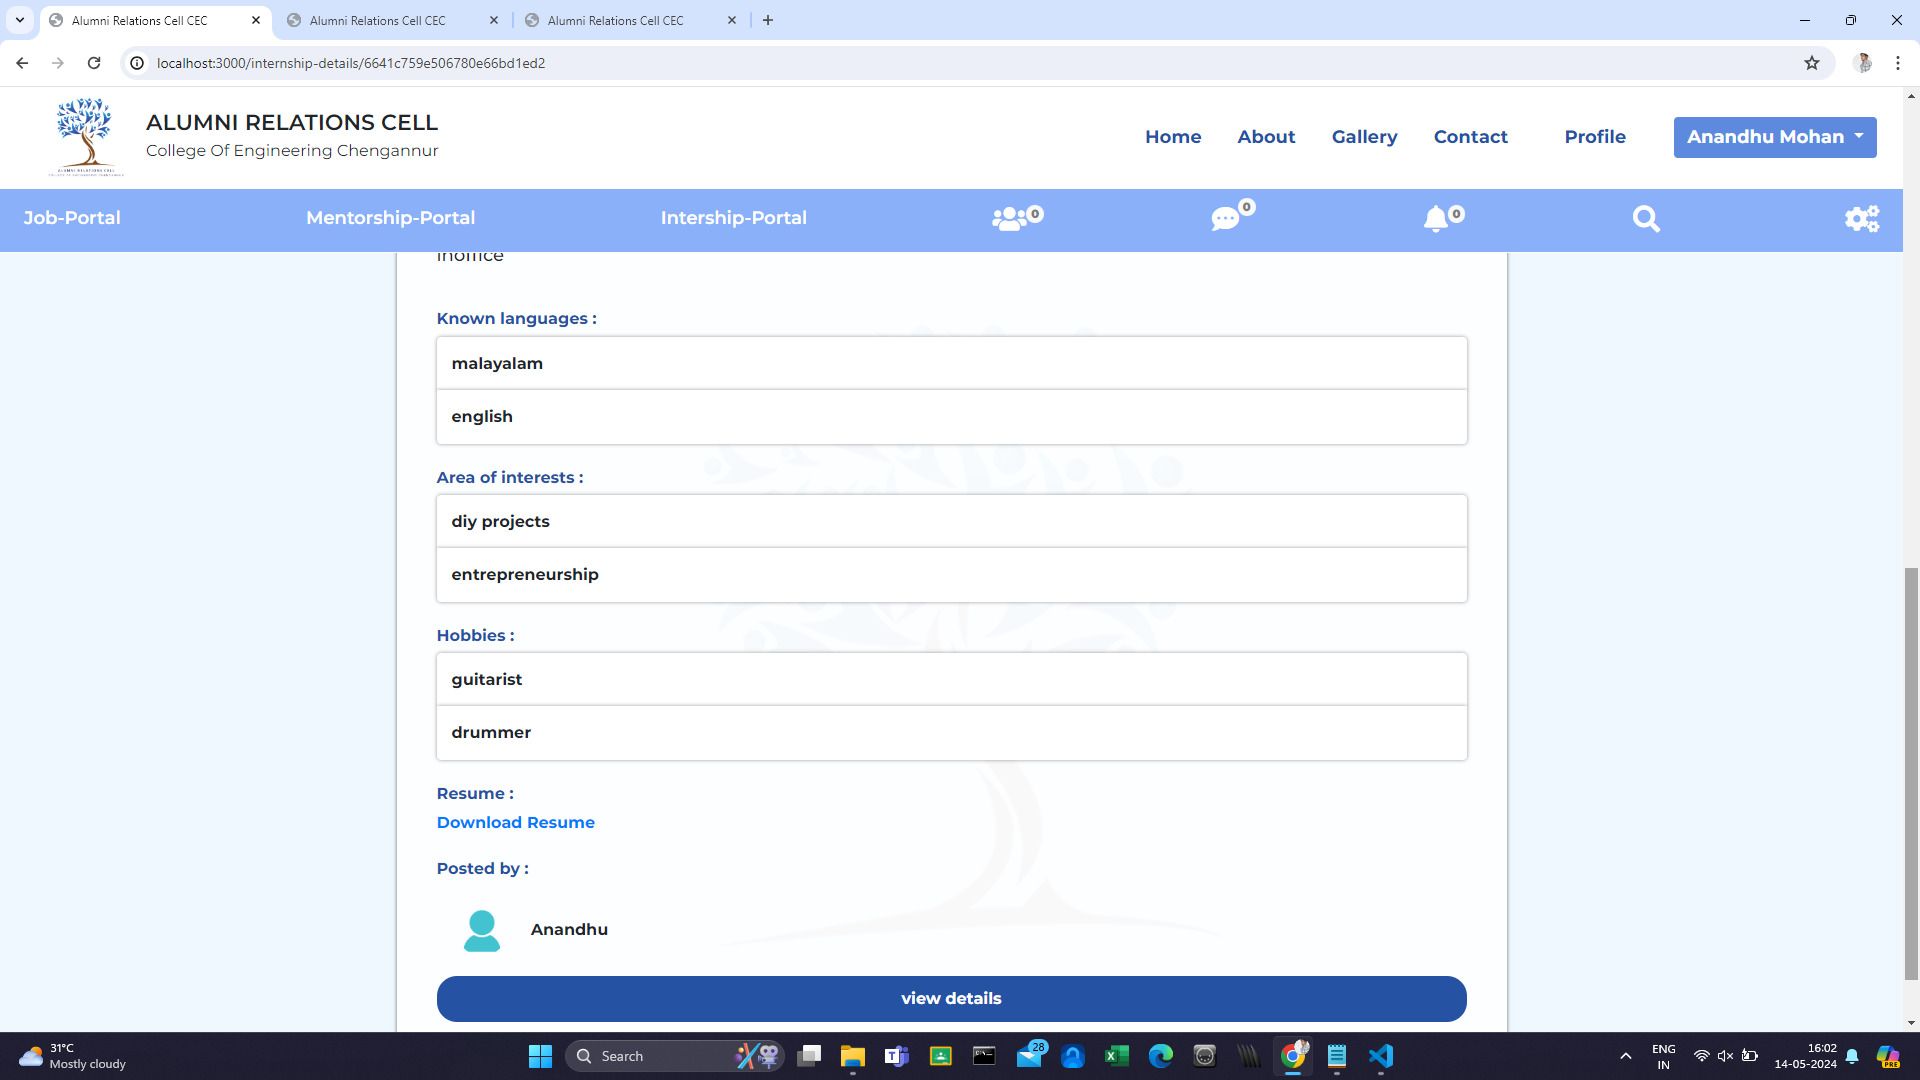 Alumni Relations Cell CEC
Alumni Relations Cell CEC
Alumni Relations Cell CEC
localhost:3000/internship-details/6641c759e506780e66bd1ed2
ALUMNI RELATIONS CELL
College Of Engineering Chengannur
Home About Gallery Contact Profile Anandhu Mohan
Job-Portal Mentorship-Portal Intership-Portal 0 0 0
inoffice
Known languages :
malayalam
english
Area of interests :
diy projects
entrepreneurship
Hobbies :
guitarist
drummer
Resume :
Download Resume
Posted by :
Anandhu
view details
31°C
Mostly cloudy
Search
28
ENG
IN
16:02
14-05-2024
PRE